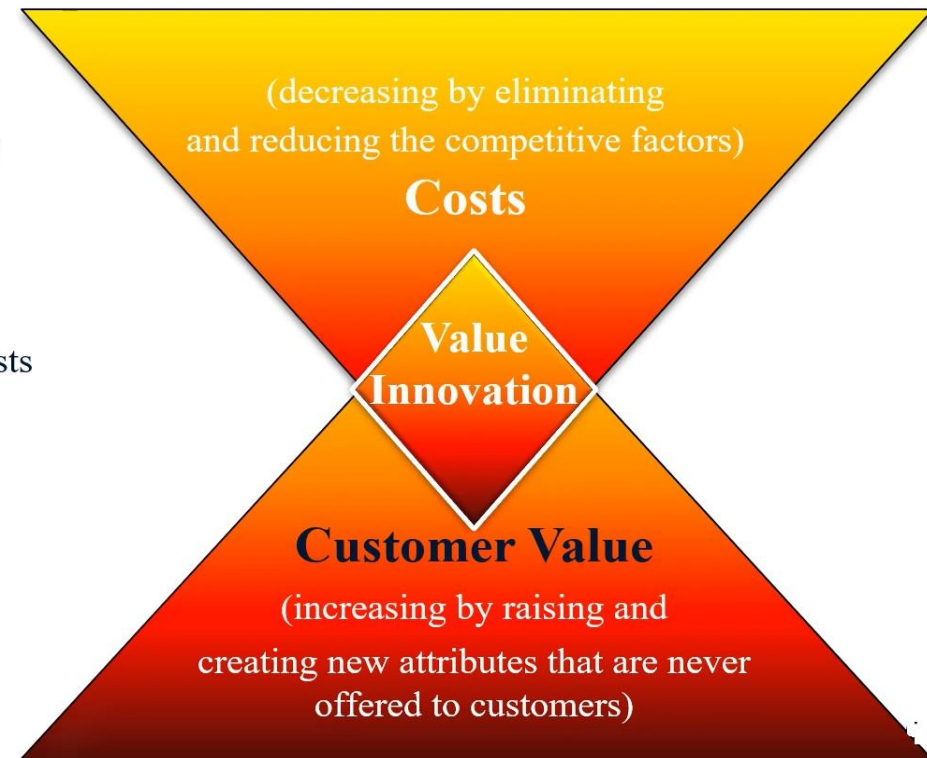 (decreasing by eliminating
and reducing the competitive factors)
Costs
Value
Innovation
sts
Customer Value
(increasing by raising and
creating new attributes that are never
offered to customers)